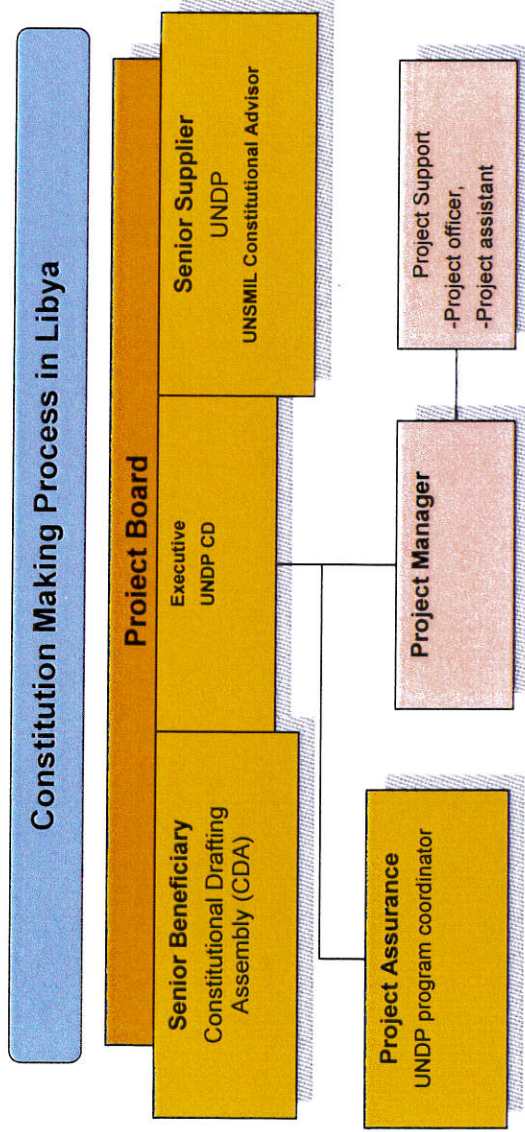 Constitution Making Process in Libya
Project Board
Senior Beneficiary
Constitutional Drafting
Assembly (CDA)
Executive
UNDP CD
Senior Supplier
UNDP
UNSMIL Constitutional Advisor
Project Assurance
UNDP program coordinator
Project Manager
Project Support
-Project officer,
-Project assistant